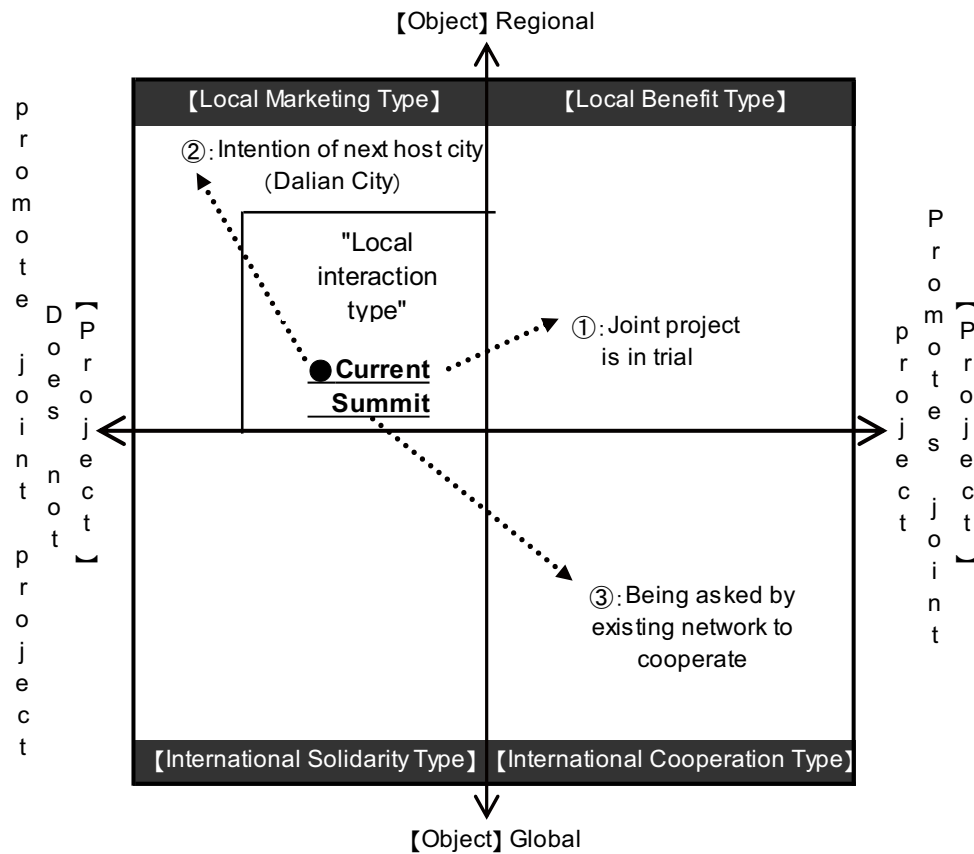 【Object】 Regional
【Local Marketing Type】
【Local Benefit Type】
②: Intention of next host city
(Dalian City)
"Local
interaction
type"
①: Joint project
is in trial
●Current
Summit
③: Being asked by
existing network to
cooperate
【Project】
Does not
promote joint project
【Project】
Promotes joint
project
【International Solidarity Type】
【International Cooperation Type】
【Object】 Global